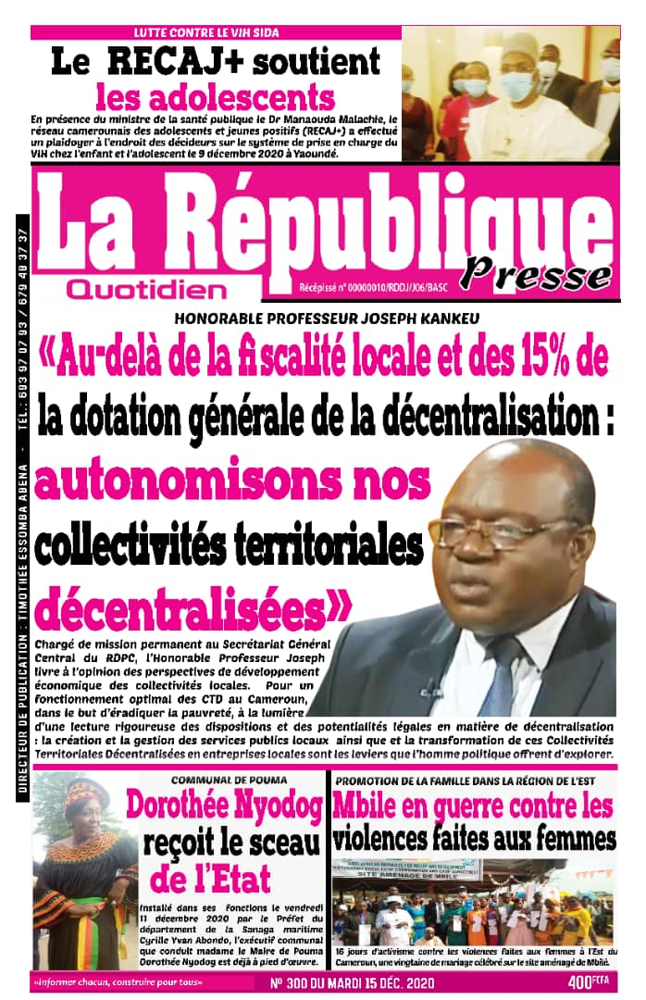 LUTTE CONTRE LE VIH SIDA
Le RECAJ+ soutient
les adolescents
En présence du ministre de la santé publique le Dr Manaouda Malachie, le
réseau camerounais des adolescents et jeunes positifs (RECAJ+) a effectué
un plaidoyer à l'endroit des décideurs sur le système de prise en charge du
VIH chez l'enfant et l'adolescent le 9 décembre 2020 à Yaoundé.
La République
Presse
Quotidien
Récépissé n° 00000010/RDDJ/J06/BASC
DIRECTEUR DE PUBLICATION : TIMOTHÉE ESSOMBA ABENA - TÉL.: 693 97 07 93 / 679 48 37 37
HONORABLE PROFESSEUR JOSEPH KANKEU
«Au-delà de la fiscalité locale et des 15% de
la dotation générale de la décentralisation :
autonomisons nos
collectivités territoriales
décentralisées»
Chargé de mission permanent au Secrétariat Général
Central du RDPC, l'Honorable Professeur Joseph
livre à l'opinion des perspectives de développement
économique des collectivités locales. Pour un
fonctionnement optimal des CTD au Cameroun,
dans le but d'éradiquer la pauvreté, à la lumière
d'une lecture rigoureuse des dispositions et des potentialités légales en matière de décentralisation
: la création et la gestion des services publics locaux ainsi que et la transformation de ces Collectivités
Territoriales Décentralisées en entreprises locales sont les leviers que l'homme politique offrent d'explorer.
COMMUNAL DE POUMA
Dorothée Nyodog
reçoit le sceau
de l'Etat
Installé dans ses fonctions le vendredi
11 décembre 2020 par le Préfet du
département de la Sanaga maritime
Cyrille Yvan Abondo, l'exécutif communal
que conduit madame le Maire de Pouma
Dorothée Nyodog est déjà à pied d'œuvre.
PROMOTION DE LA FAMILLE DANS LA RÉGION DE L'EST
Mbile en guerre contre les
violences faites aux femmes
SITE AMENAGE DE MBILE
16 jours d'activisme contre les violences faites aux femmes à l'Est du
Cameroun, une vingtaine de mariage célébré sur le site aménagé de Mbilé.
«Informer chacun, construire pour tous»
N° 300 DU MARDI 15 DÉC. 2020
400FCFA